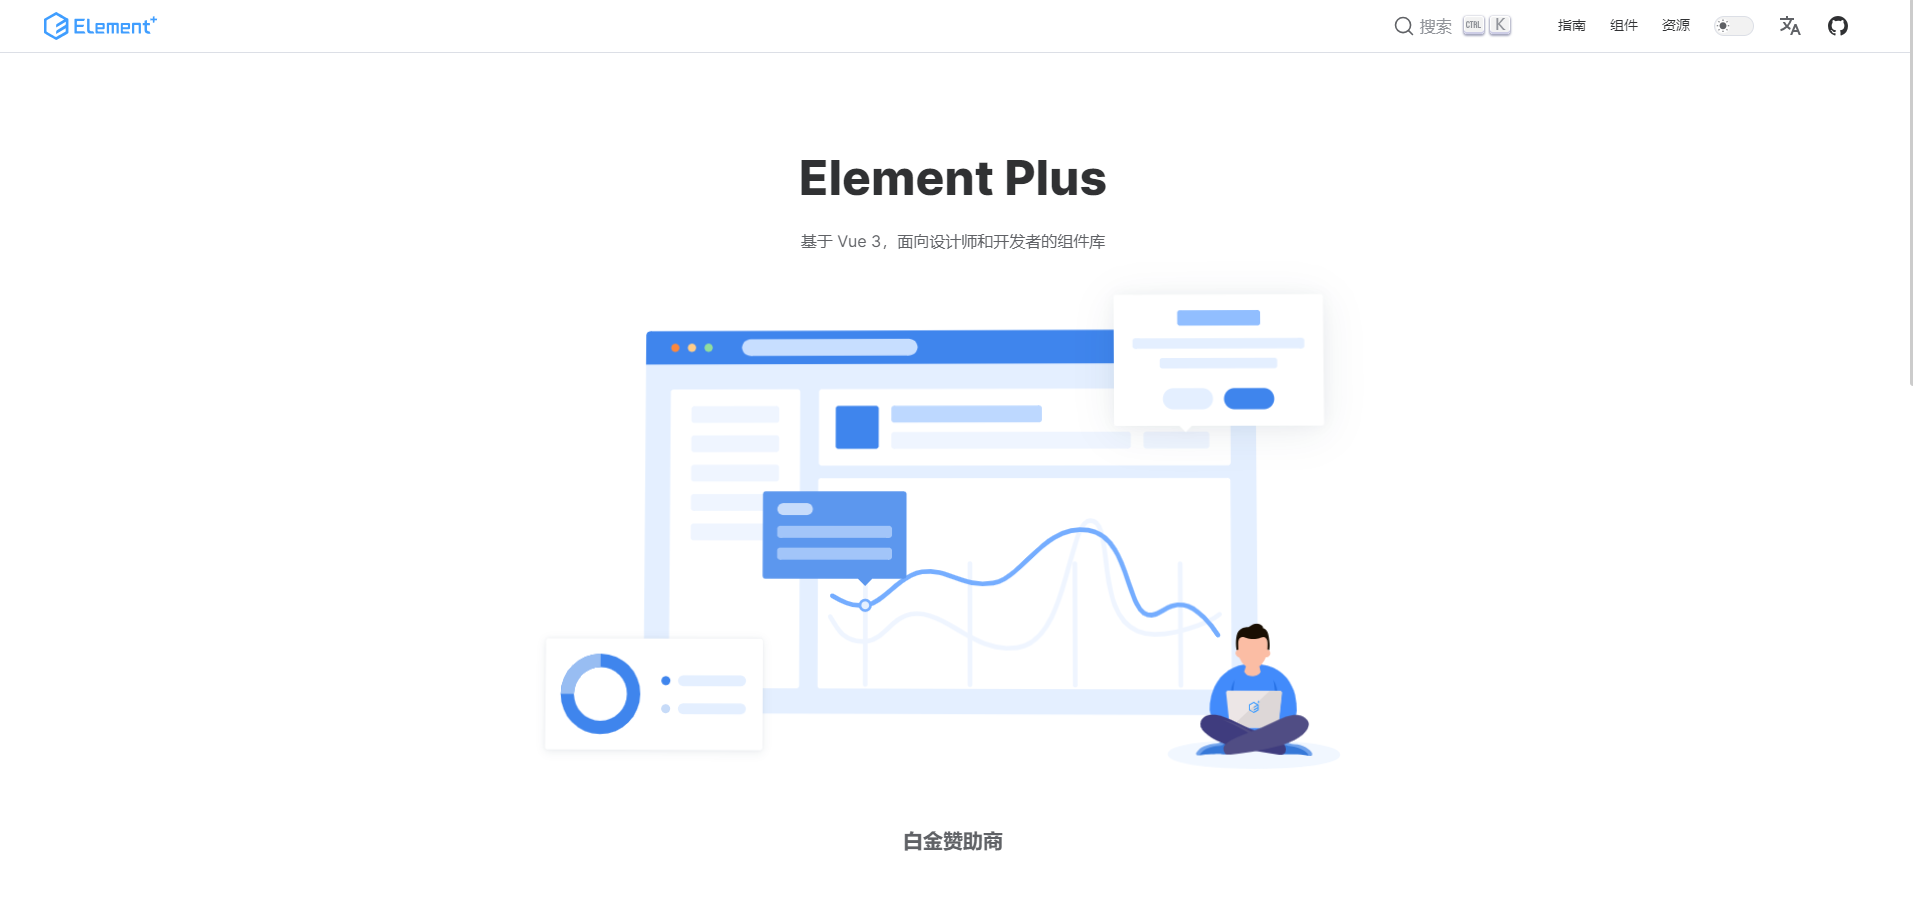 Element+
搜索 CTRL K 指南 组件 资源
Element Plus
基于 Vue 3，面向设计师和开发者的组件库
白金赞助商